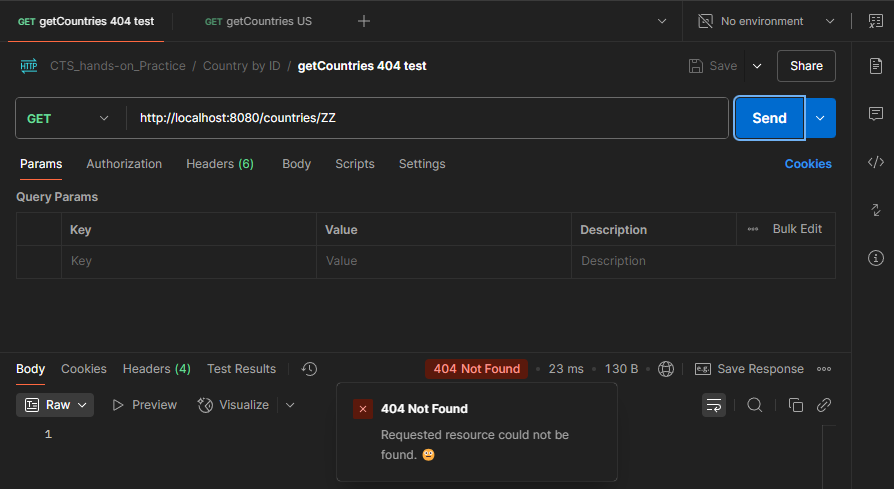 GET getCountries 404 test
GET getCountries US
No environment
HTTP CTS_hands-on_Practice / Country by ID / getCountries 404 test
Save
Share
GET
http://localhost:8080/countries/ZZ
Send
Params Authorization Headers (6) Body Scripts Settings Cookies
Query Params
Key Value Description Bulk Edit
Key Value Description
Body Cookies Headers (4) Test Results 404 Not Found 23 ms 130 B e.g. Save Response
Raw Preview Visualize
404 Not Found
Requested resource could not be
found.
1